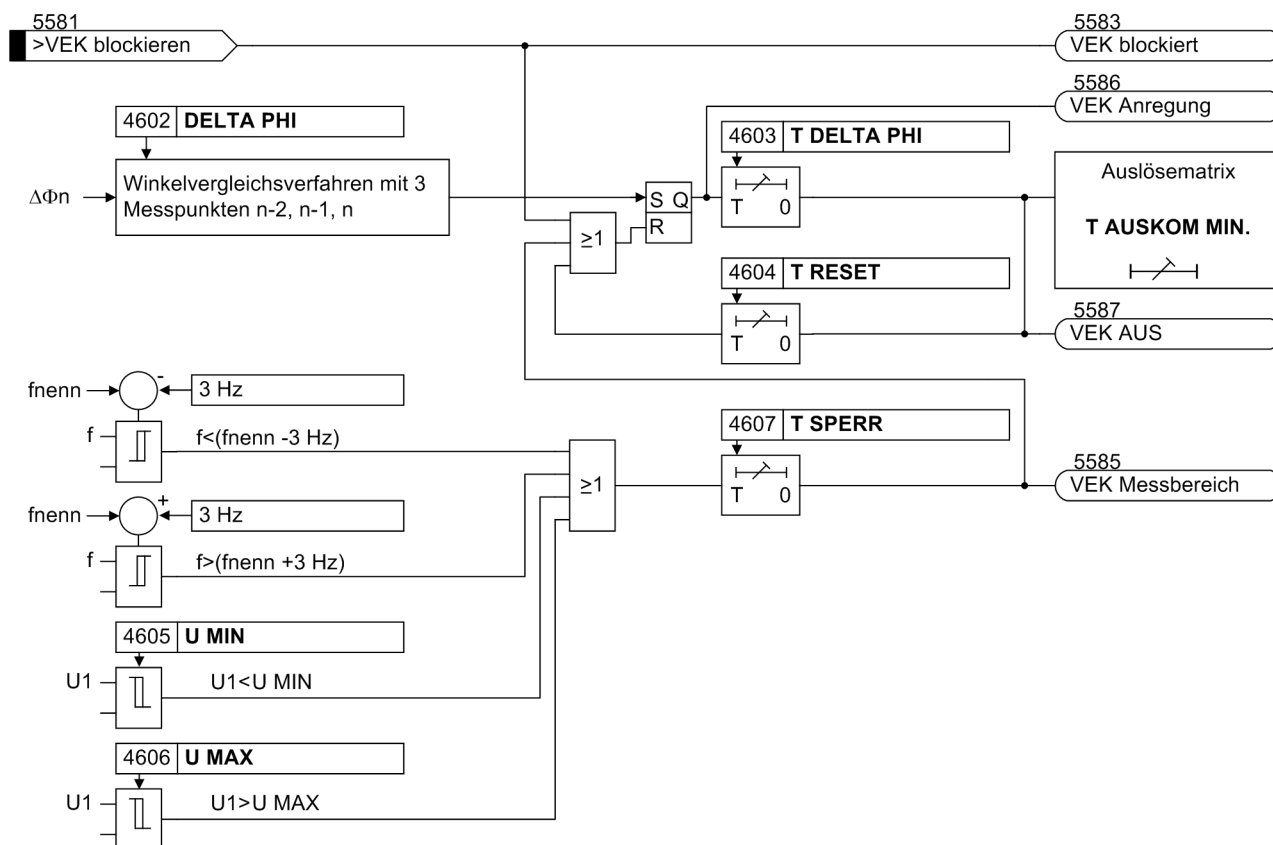 5581
>VEK blockieren
5583
VEK blockiert
5586
VEK Anregung
4602 DELTA PHI
4603 T DELTA PHI
ΔΦn
Winkelvergleichsverfahren mit 3
Messpunkten n-2, n-1, n
S Q
R
T 0
Auslösematrix
T AUSKOM MIN.
≥1
4604 T RESET
T 0
5587
VEK AUS
fnenn
-
3 Hz
f
f<(fnenn -3 Hz)
4607 T SPERR
T 0
≥1
5585
VEK Messbereich
fnenn
+
3 Hz
f
f>(fnenn +3 Hz)
4605 U MIN
U1
U1<U MIN
4606 U MAX
U1
U1>U MAX